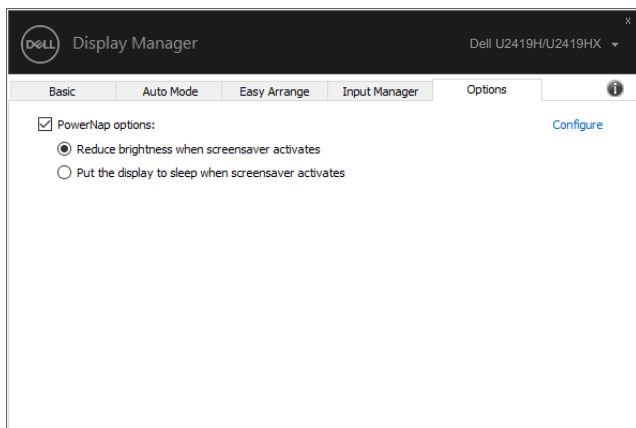 x
DELL Display Manager Dell U2419H/U2419HX
Basic Auto Mode Easy Arrange Input Manager Options i
PowerNap options: Configure
Reduce brightness when screensaver activates
Put the display to sleep when screensaver activates